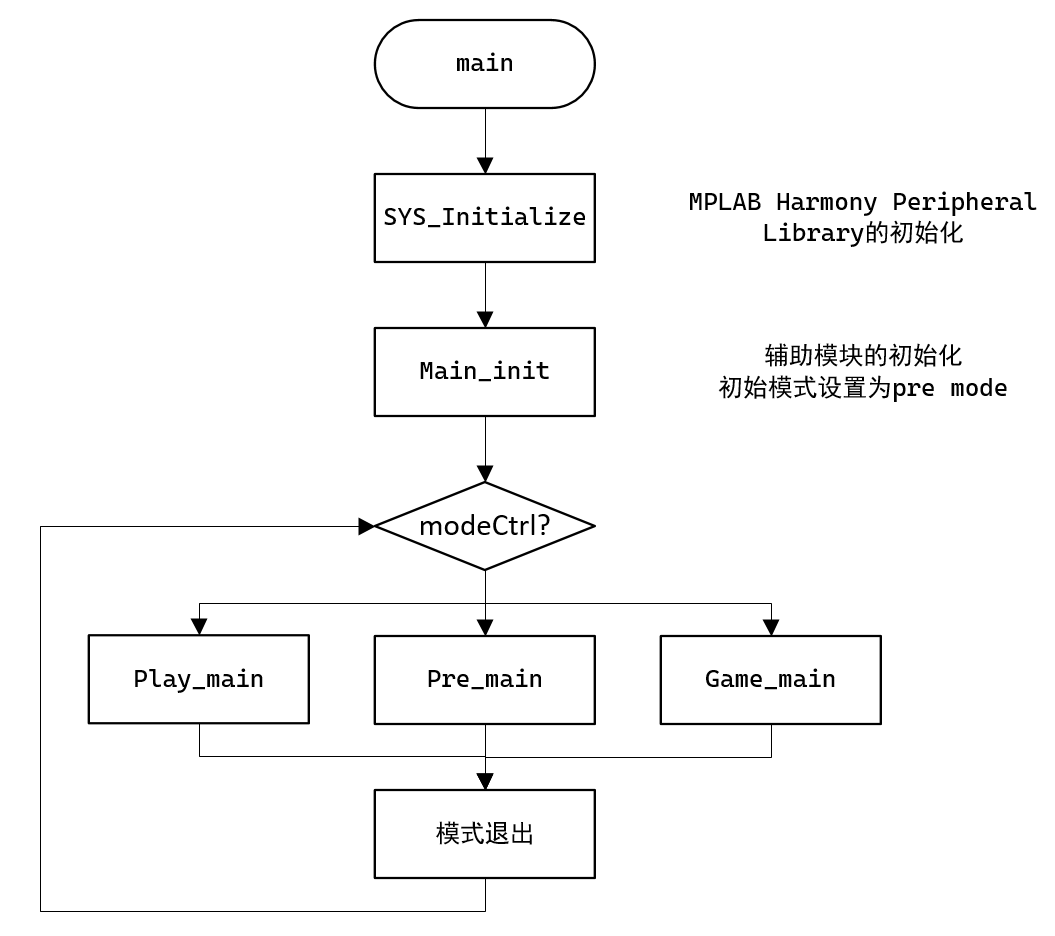 main
SYS_Initialize
MPLAB Harmony Peripheral
Library的初始化
Main_init
辅助模块的初始化
初始模式设置为pre mode
modeCtrl?
Play_main
Pre_main
Game_main
模式退出